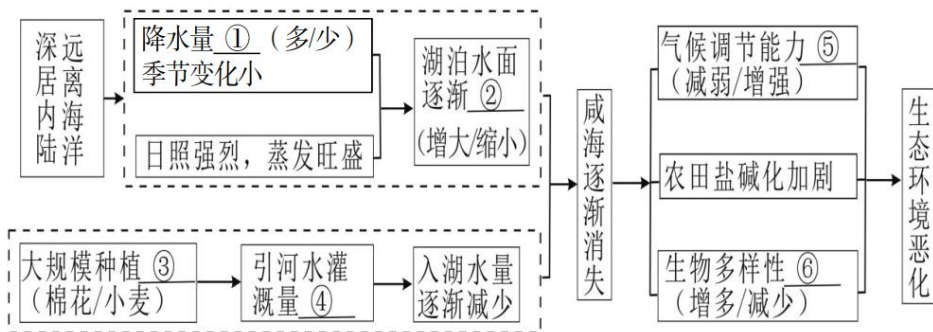 深居内陆
远离海洋
降水量 ① （多/少）
季节变化小
日照强烈，蒸发旺盛
湖泊水面
逐渐 ②
(增大/缩小)
大规模种植 ③
（棉花/小麦）
引河水灌
溉量 ④
入湖水量
逐渐减少
咸海逐渐消失
气候调节能力 ⑤
（减弱/增强）
农田盐碱化加剧
生物多样性 ⑥
（增多/减少）
生态环境恶化